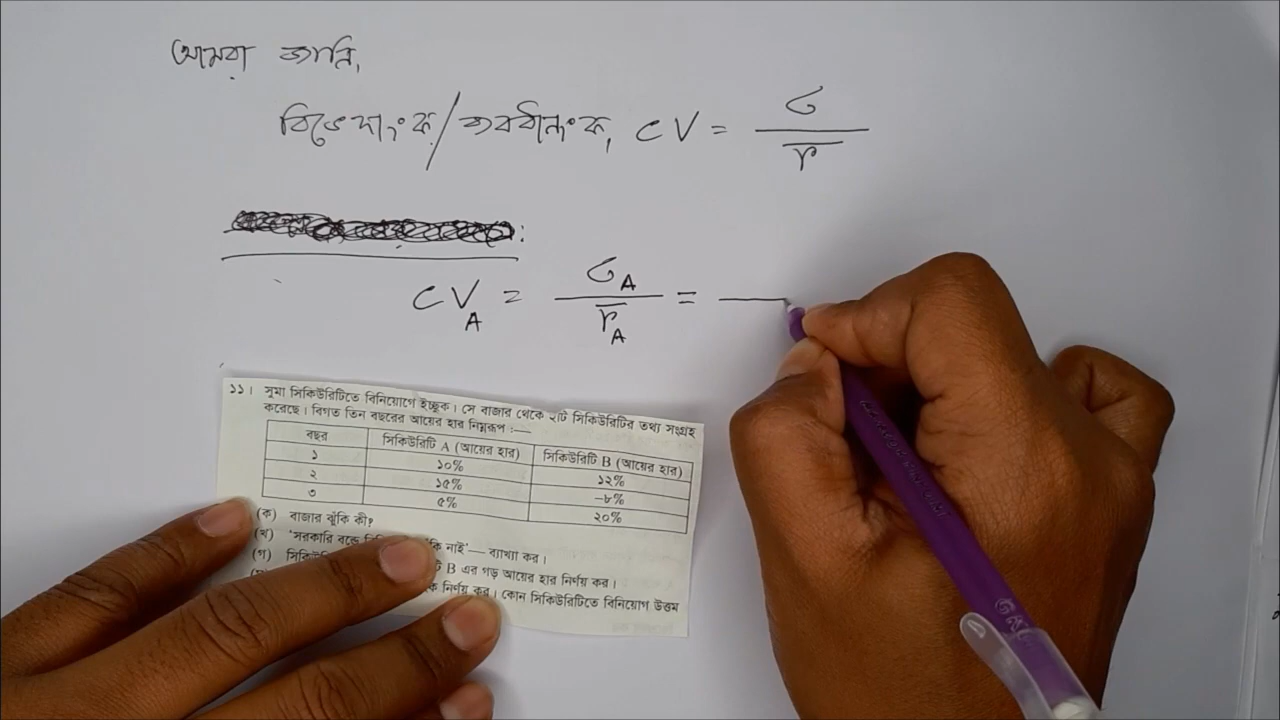 আমরা জানি,
বিভেদাংক/ব্যবধানাংক, CV = σ / r̅
:
CV_A = σ_A / r̅_A =
১১। সুমা সিকিউরিটিতে বিনিয়োগে ইচ্ছুক। সে বাজার থেকে ২টি সিকিউরিটির তথ্য সংগ্রহ
করেছে। বিগত তিন বছরের আয়ের হার নিম্নরূপ :—
বছর সিকিউরিটি A (আয়ের হার) সিকিউরিটি B (আয়ের হার)
১ ১০% ১২%
২ ১৫% –৮%
৩ ৫% ২০%
(ক) বাজার ঝুঁকি কী?
(খ) ‘সরকারি বন্ডে নাই’— ব্যাখ্যা কর।
(গ) B এর গড় আয়ের হার নির্ণয় কর।
নির্ণয় কর। কোন সিকিউরিটিতে বিনিয়োগ উত্তম